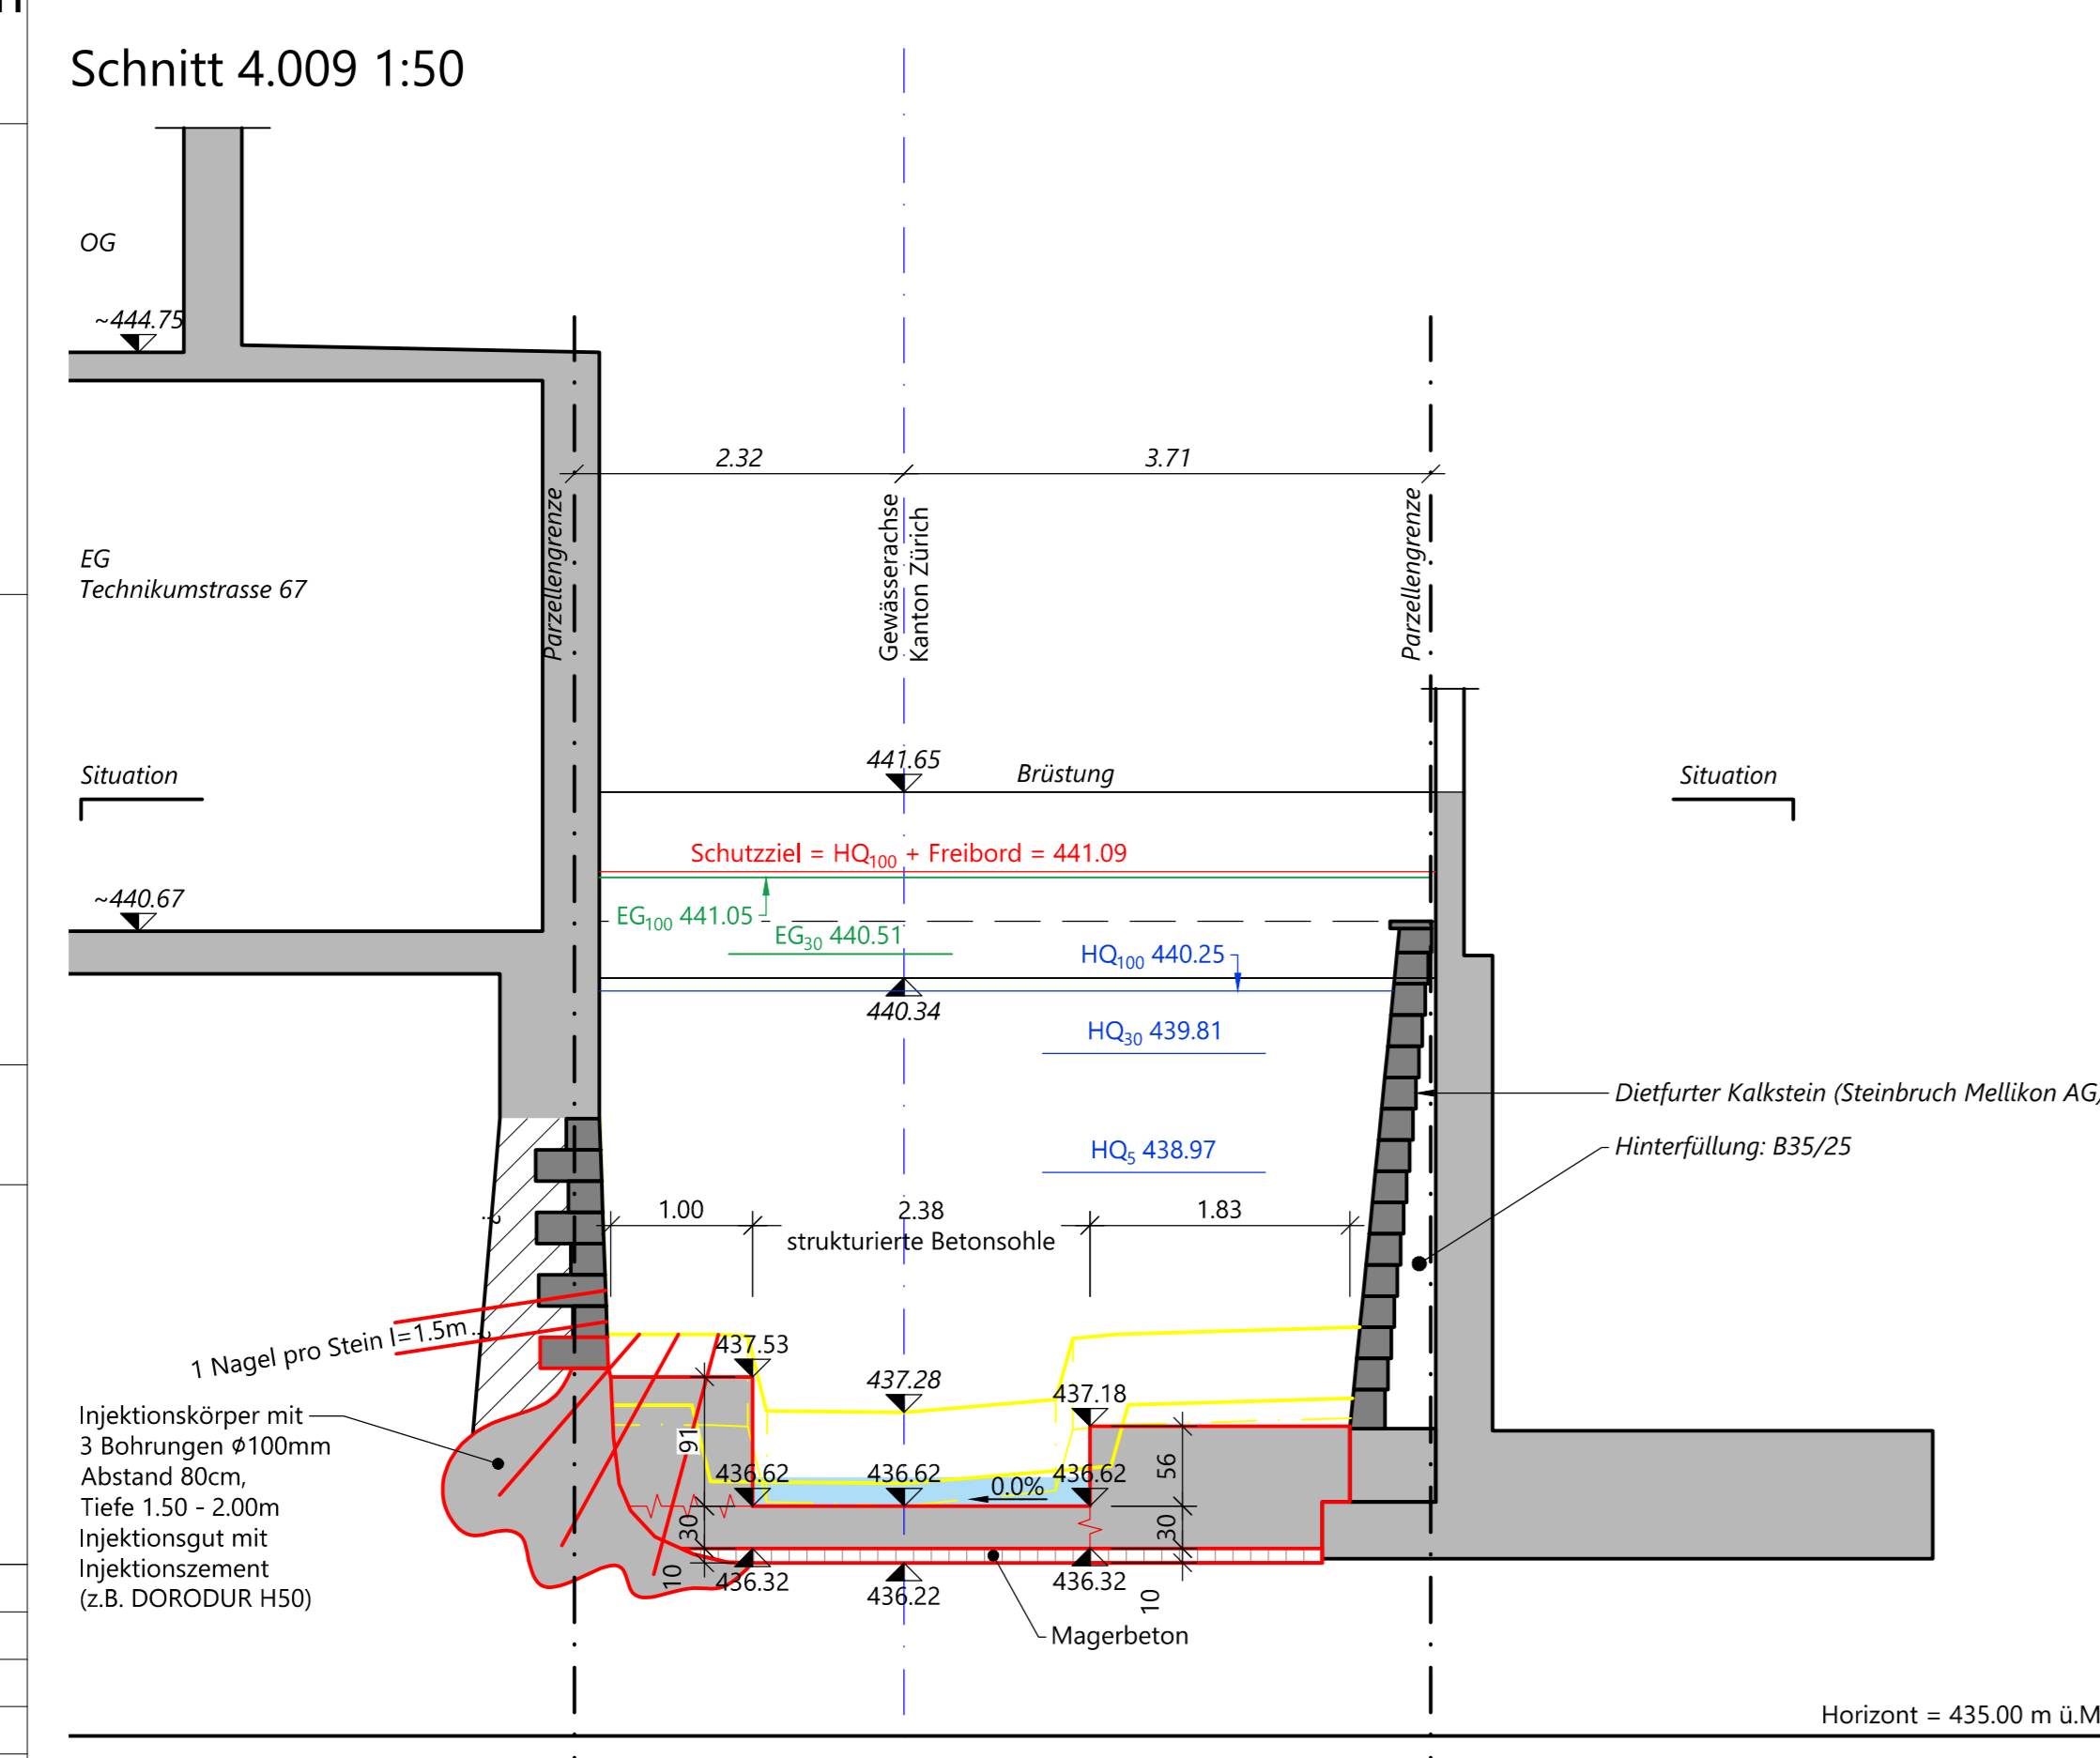 Schnitt 4.009 1:50
OG
~444.75
2.32
3.71
Parzellengrenze
Gewässerachse
Kanton Zürich
Parzellengrenze
EG
Technikumstrasse 67
Situation
441.65
Brüstung
Situation
Schutzziel = HQ100 + Freibord = 441.09
~440.67
EG100 441.05
EG30 440.51
HQ100 440.25
440.34
HQ30 439.81
Dietfurter Kalkstein (Steinbruch Mellikon AG)
Hinterfüllung: B35/25
HQ5 438.97
1.00
2.38
1.83
strukturierte Betonsohle
?
?
1 Nagel pro Stein l=1.5m
437.53
437.28
437.18
Injektionskörper mit
3 Bohrungen ø100mm
Abstand 80cm,
Tiefe 1.50 - 2.00m
Injektionsgut mit
Injektionszement
(z.B. DORODUR H50)
91
56
436.62
436.62
436.62
0.0%
30
30
10
10
436.32
436.22
436.32
Magerbeton
Horizont = 435.00 m ü.M